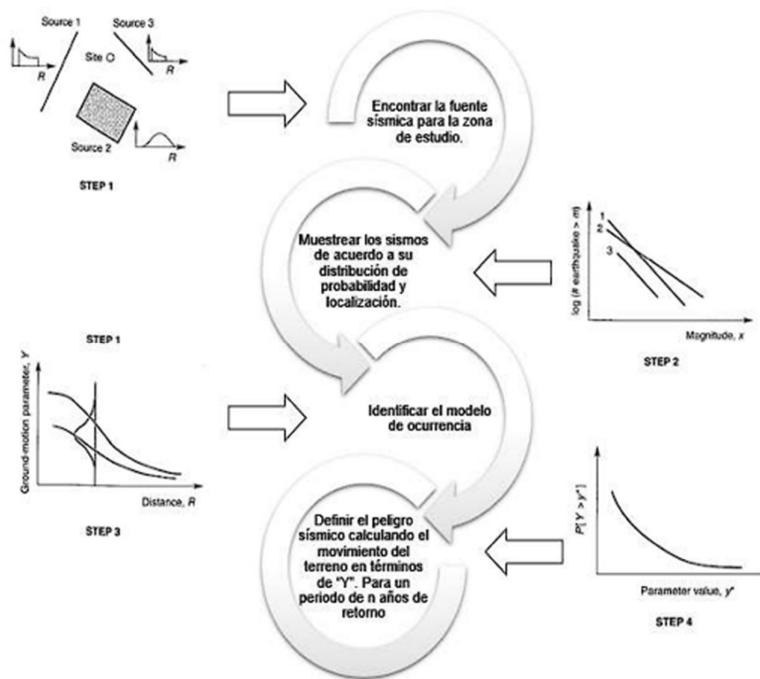 Source 1
Source 3
Site
R
R
Source 2
R
STEP 1
Encontrar la fuente
sísmica para la zona
de estudio.
Muestrear los sismos
de acuerdo a su
distribución de
probabilidad y
localización.
log (# earthquake > m)
1
2
3
Magnitude, x
STEP 2
STEP 1
Ground-motion parameter, Y
Distance, R
STEP 3
Identificar el modelo
de ocurrencia
Definir el peligro
sísmico calculando el
movimiento del
terreno en términos
de "Y". Para un
periodo de n años de
retorno
P[Y > y*]
Parameter value, y*
STEP 4